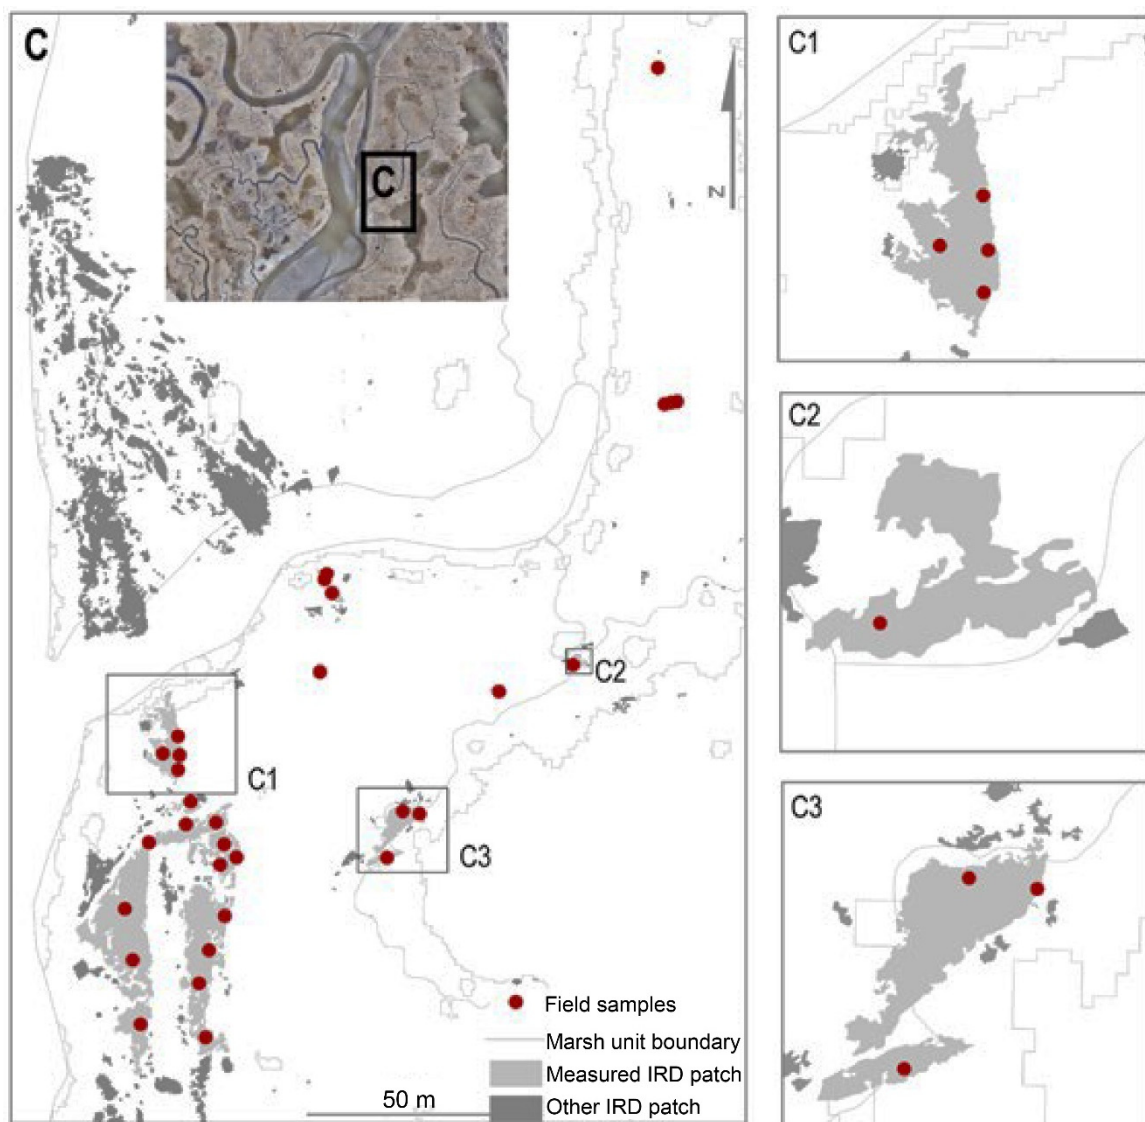 C
C
N
C1
C2
C3
C1
C2
C3
Field samples
Marsh unit boundary
Measured IRD patch
50 m
Other IRD patch